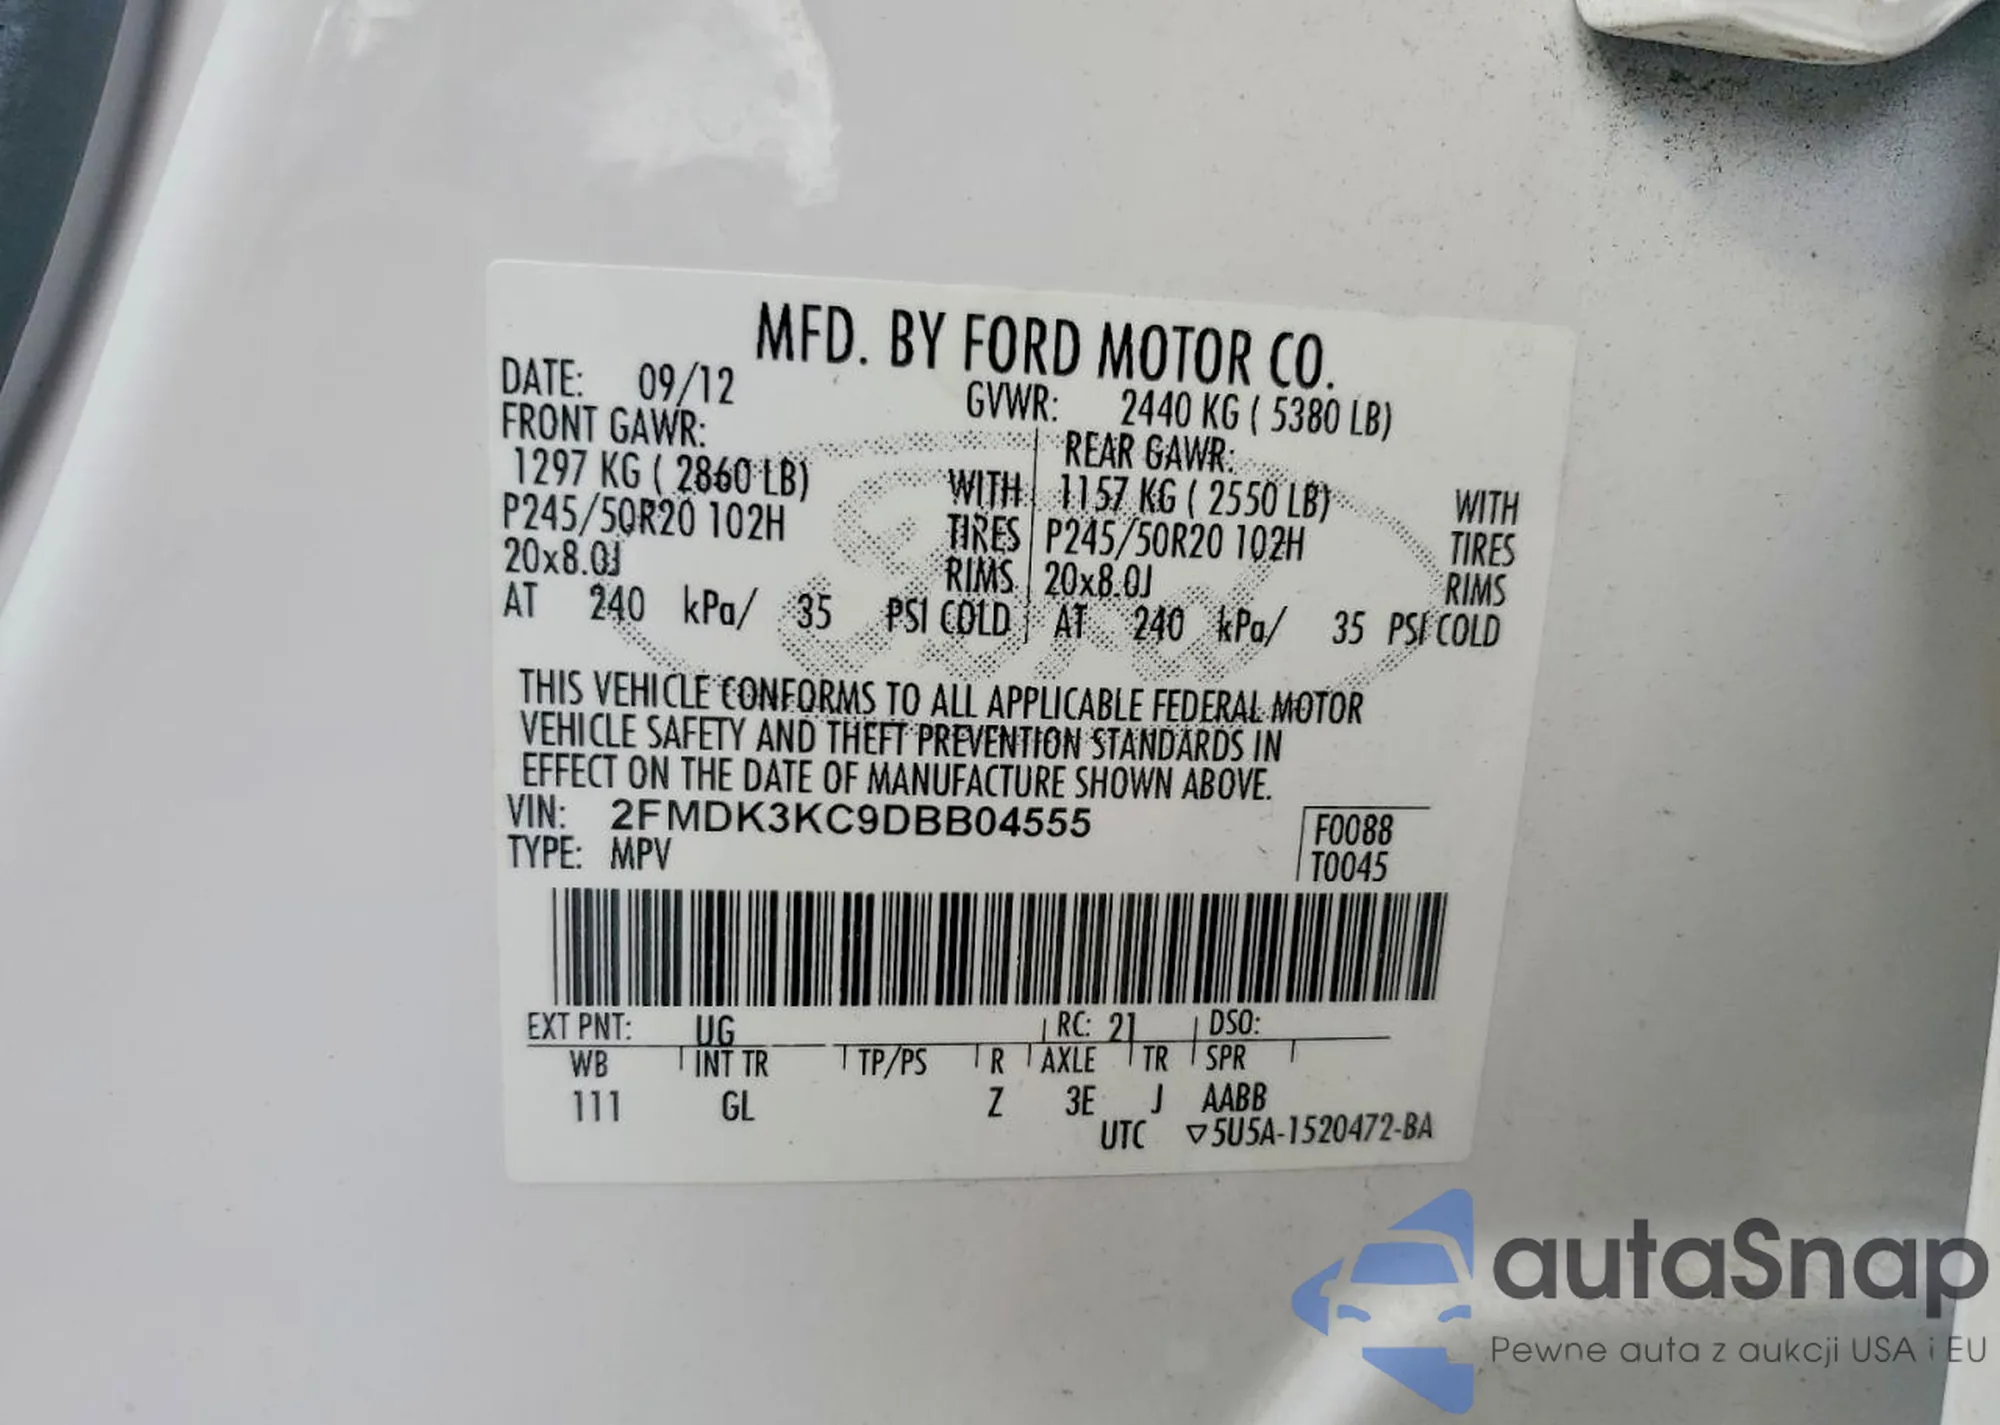 MFD. BY FORD MOTOR CO.
DATE: 09/12 GVWR: 2440 KG ( 5380 LB)
FRONT GAWR: REAR GAWR:
1297 KG ( 2860 LB) WITH 1157 KG ( 2550 LB) WITH
P245/50R20 102H TIRES P245/50R20 102H TIRES
20x8.0J RIMS 20x8.0J RIMS
AT 240 kPa/ 35 PSI COLD AT 240 kPa/ 35 PSI COLD
THIS VEHICLE CONFORMS TO ALL APPLICABLE FEDERAL MOTOR
VEHICLE SAFETY AND THEFT PREVENTION STANDARDS IN
EFFECT ON THE DATE OF MANUFACTURE SHOWN ABOVE.
VIN: 2FMDK3KC9DBB04555 F0088
TYPE: MPV T0045
EXT PNT: UG RC: 21 DSO:
WB INT TR TP/PS R AXLE TR SPR
111 GL Z 3E J AABB
UTC ▽5U5A-1520472-BA
Ford
autaSnap
Pewne auta z aukcji USA i EU